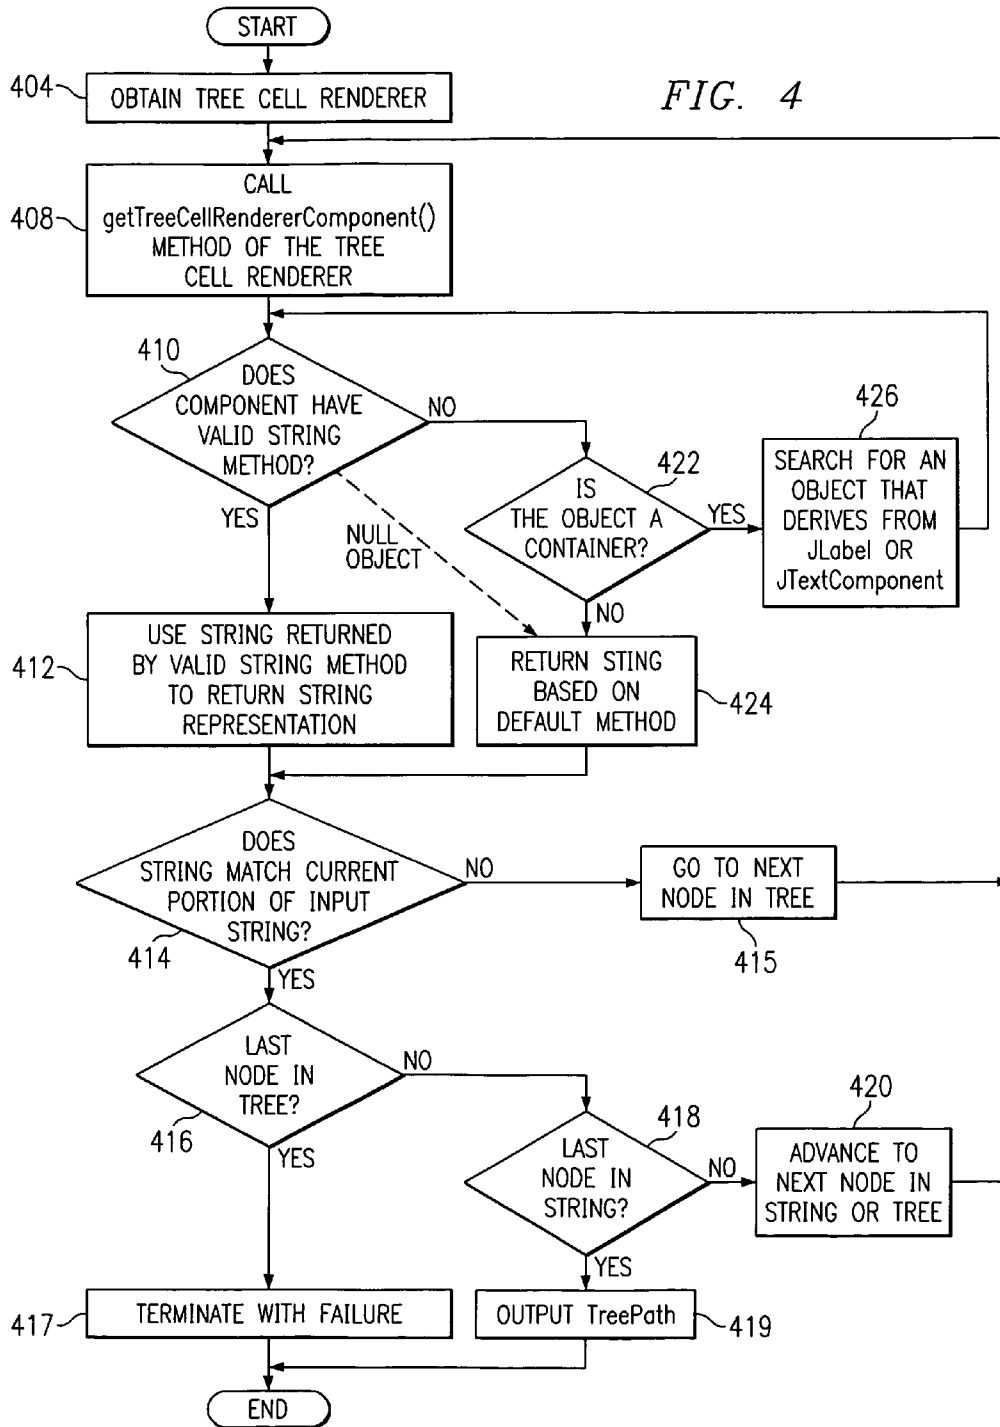 START
404
OBTAIN TREE CELL RENDERER
FIG. 4
408
CALL
getTreeCellRendererComponent()
METHOD OF THE TREE
CELL RENDERER
410
DOES
COMPONENT HAVE
VALID STRING
METHOD?
NO
YES
NULL
OBJECT
422
IS
THE OBJECT A
CONTAINER?
YES
NO
426
SEARCH FOR AN
OBJECT THAT
DERIVES FROM
JLabel OR
JTextComponent
412
USE STRING RETURNED
BY VALID STRING METHOD
TO RETURN STRING
REPRESENTATION
RETURN STING
BASED ON
DEFAULT METHOD
424
DOES
STRING MATCH CURRENT
PORTION OF INPUT
STRING?
414
NO
YES
GO TO NEXT
NODE IN TREE
415
LAST
NODE IN
TREE?
416
NO
YES
418
LAST
NODE IN
STRING?
NO
YES
420
ADVANCE TO
NEXT NODE IN
STRING OR TREE
417
TERMINATE WITH FAILURE
OUTPUT TreePath
419
END